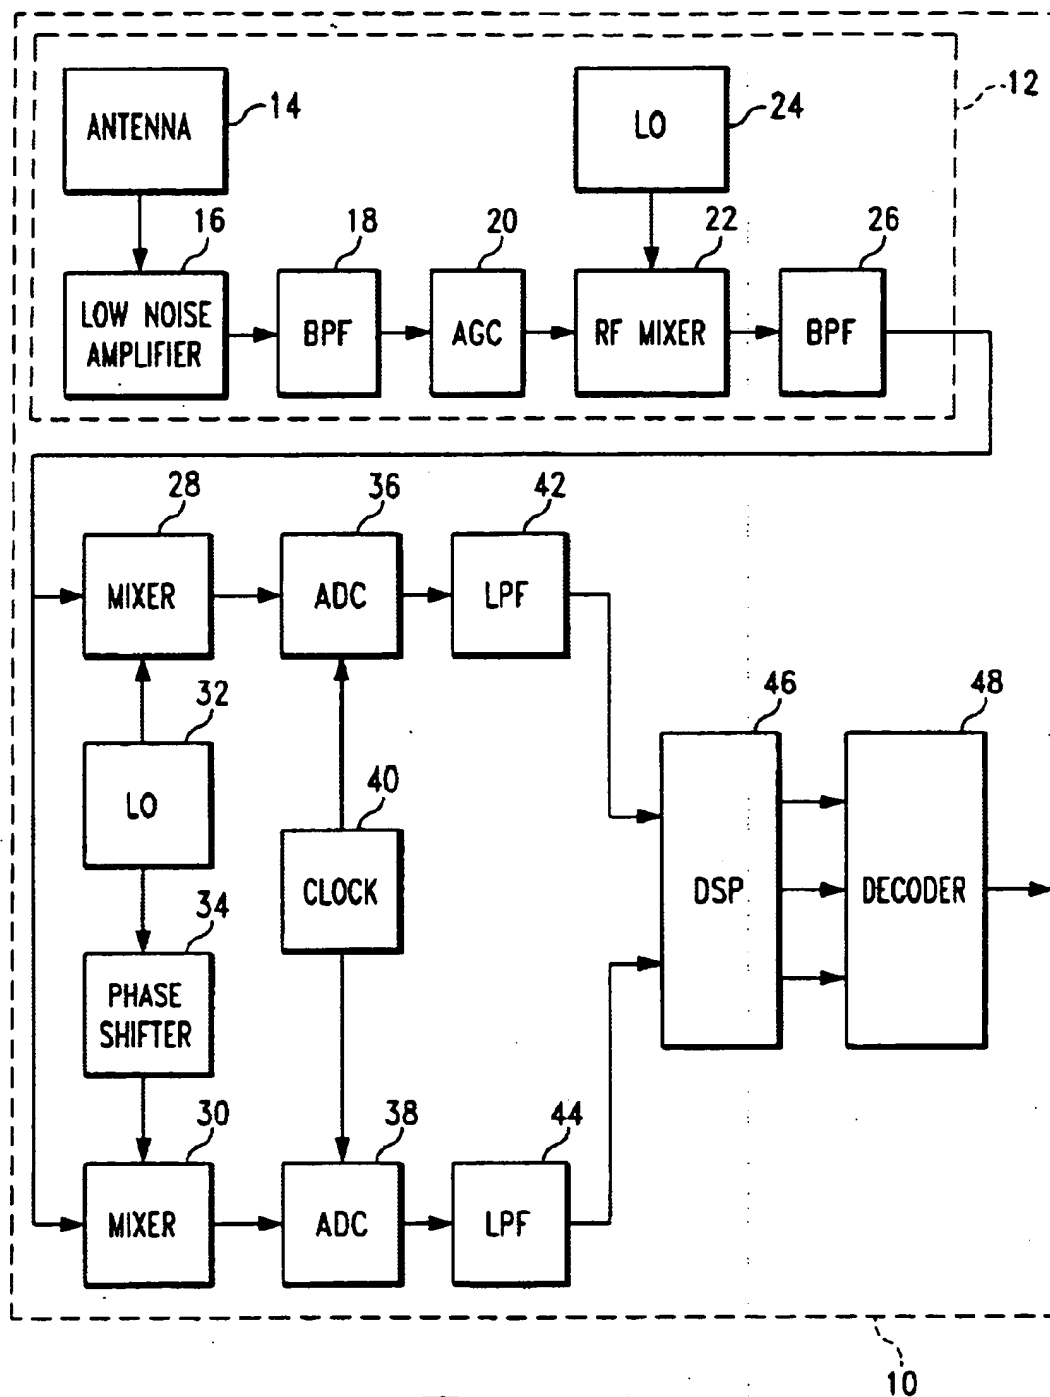 12
ANTENNA
14
LO
24
16
18
20
22
26
LOW NOISE
AMPLIFIER
BPF
AGC
RF MIXER
BPF
28
36
42
MIXER
ADC
LPF
32
46
48
LO
40
CLOCK
DSP
DECODER
34
PHASE
SHIFTER
30
38
44
MIXER
ADC
LPF
10